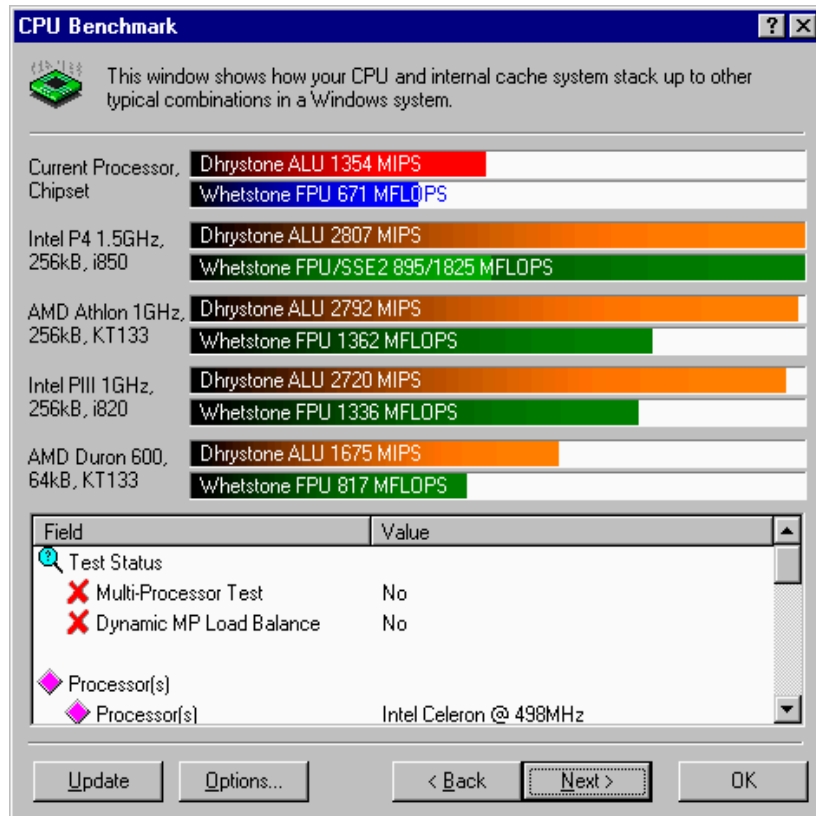 CPU Benchmark
This window shows how your CPU and internal cache system stack up to other
typical combinations in a Windows system.
Current Processor,
Chipset
Dhrystone ALU 1354 MIPS
Whetstone FPU 671 MFLOPS
Intel P4 1.5GHz,
256kB, i850
Dhrystone ALU 2807 MIPS
Whetstone FPU/SSE2 895/1825 MFLOPS
AMD Athlon 1GHz,
256kB, KT133
Dhrystone ALU 2792 MIPS
Whetstone FPU 1362 MFLOPS
Intel PIII 1GHz,
256kB, i820
Dhrystone ALU 2720 MIPS
Whetstone FPU 1336 MFLOPS
AMD Duron 600,
64kB, KT133
Dhrystone ALU 1675 MIPS
Whetstone FPU 817 MFLOPS
Field Value
Test Status
Multi-Processor Test No
Dynamic MP Load Balance No
Processor(s)
Processor(s) Intel Celeron @ 498MHz
Update Options... < Back Next > OK